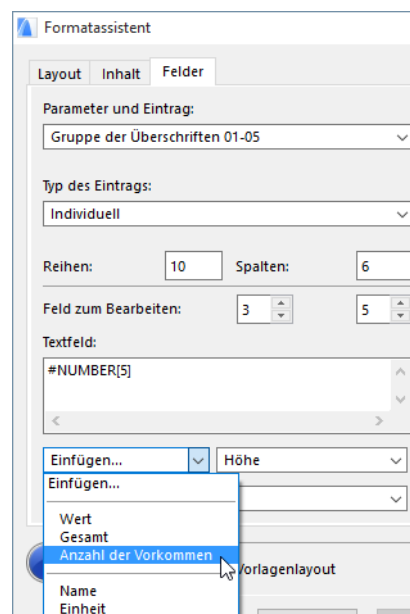 Formatassistent
Layout Inhalt Felder
Parameter und Eintrag:
Gruppe der Überschriften 01-05
Typ des Eintrags:
Individuell
Reihen: 10 Spalten: 6
Feld zum Bearbeiten: 3 5
Textfeld:
#NUMBER[5]
Einfügen... Höhe
Einfügen...
Wert
Gesamt
Anzahl der Vorkommen
Vorlagenlayout
Name
Einheit